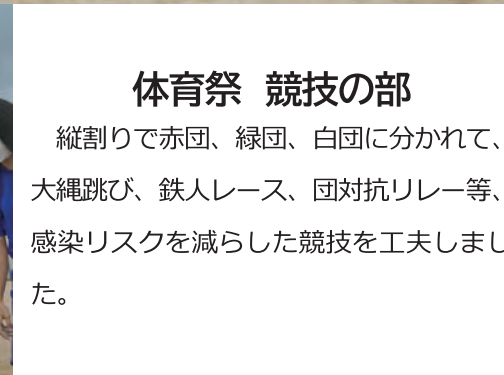 体育祭 競技の部
縦割りで赤団、緑団、白団に分かれて、
大縄跳び、鉄人レース、団対抗リレー等、
感染リスクを減らした競技を工夫しまし
た。